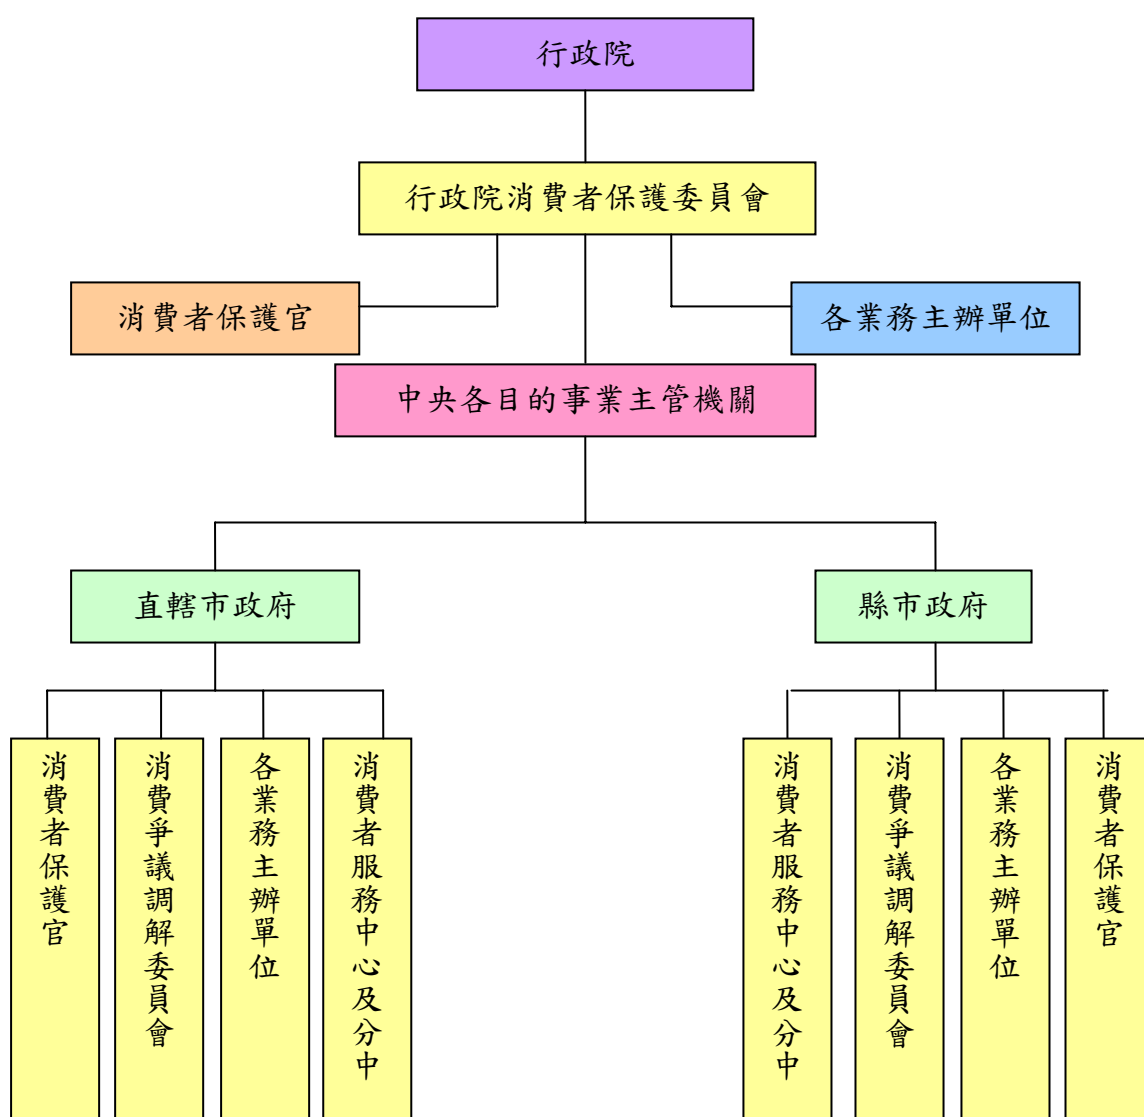 行政院
行政院消費者保護委員會
消費者保護官
各業務主辦單位
中央各目的事業主管機關
直轄市政府
縣市政府
消費者保護官
消費爭議調解委員會
各業務主辦單位
消費者服務中心及分中
消費者服務中心及分中
消費爭議調解委員會
各業務主辦單位
消費者保護官